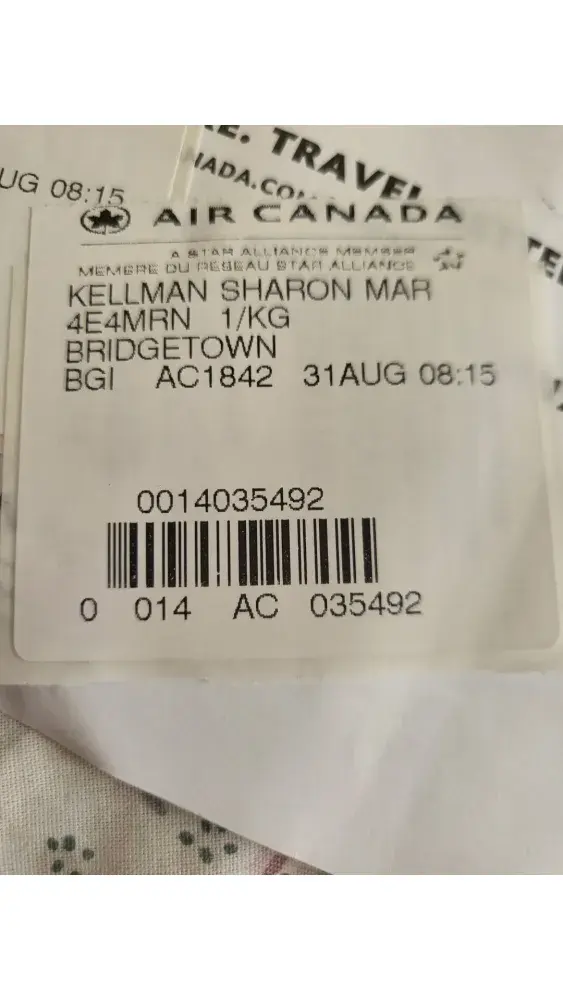 TRAVEL
UG 08:15
AIR CANADA
A STAR ALLIANCE MEMBER
MEMBRE DU RESEAU STAR ALLIANCE
KELLMAN SHARON MAR
4E4MRN 1/KG
BRIDGETOWN
BGI AC1842 31AUG 08:15
0014035492
0 014 AC 035492